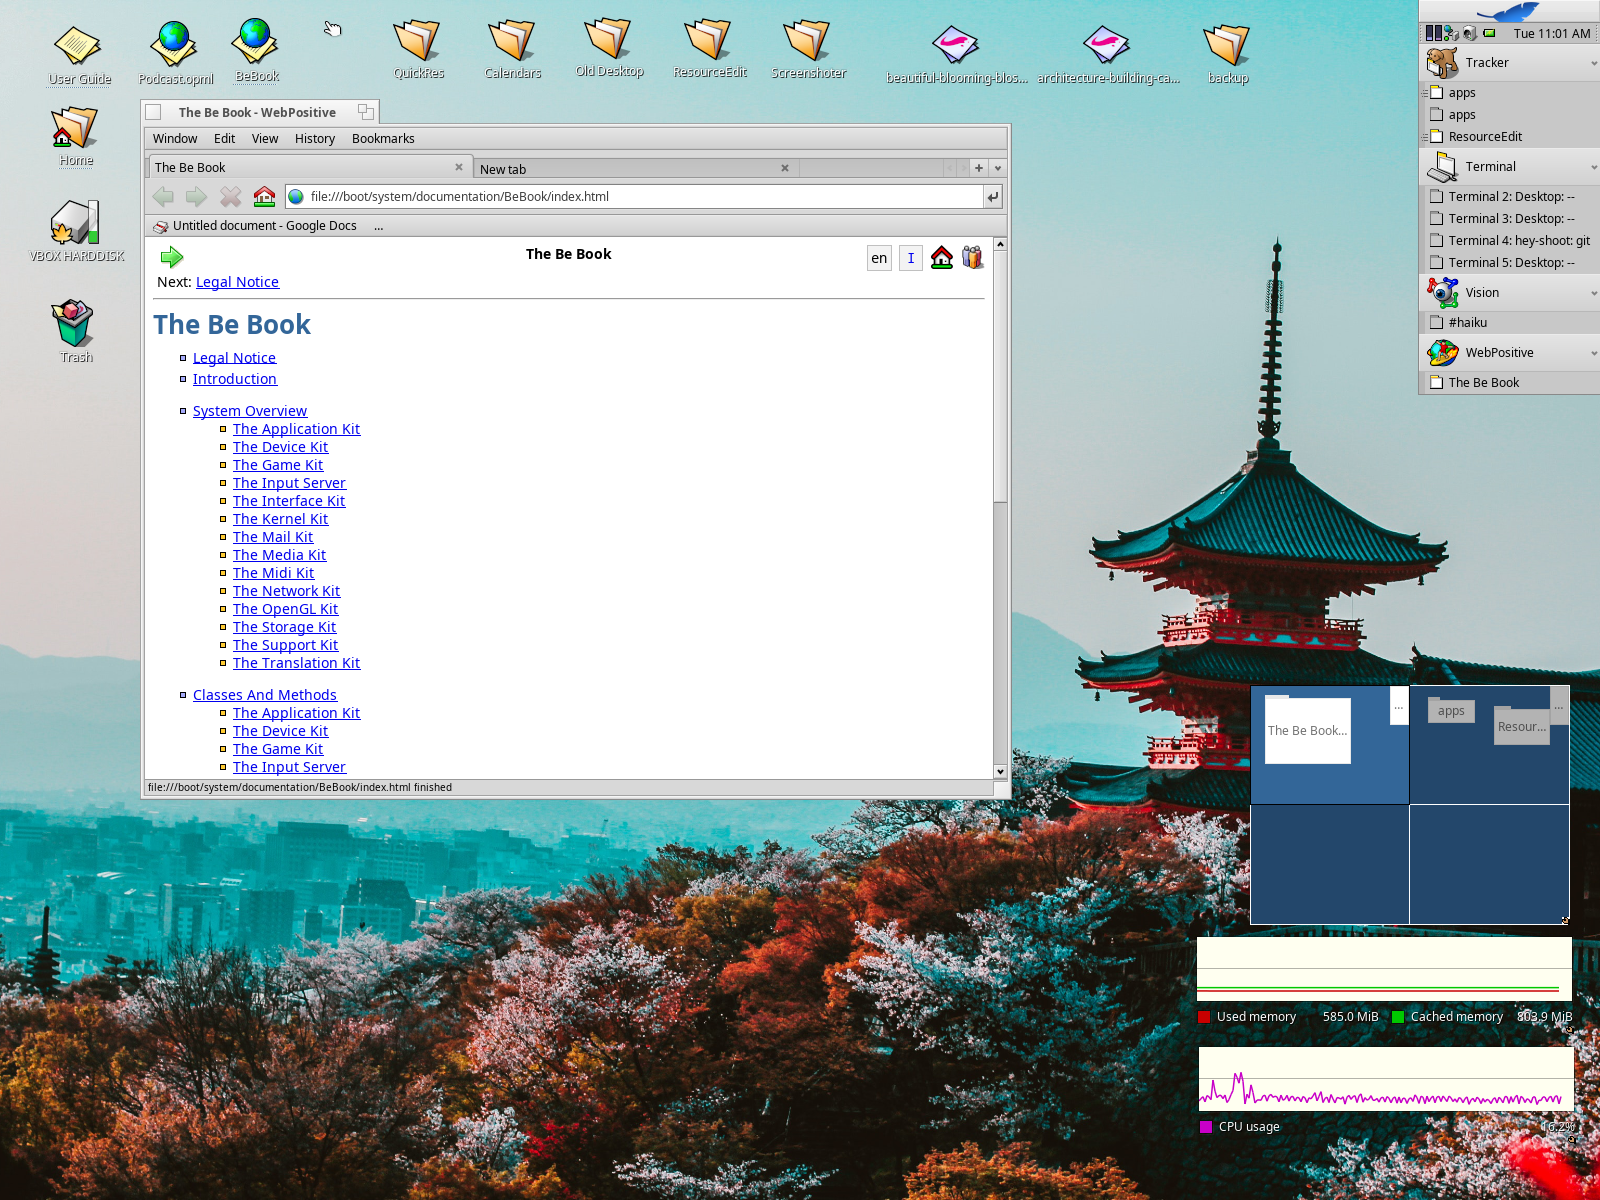 User Guide
Podcast.opml
BeBook
QuickRes
Calendars
Old Desktop
ResourceEdit
Screenshoter
beautiful-blooming-blos...
architecture-building-ca...
backup
Home
VBOX HARDDISK
Trash
The Be Book - WebPositive
Window Edit View History Bookmarks
The Be Book
New tab
file:///boot/system/documentation/BeBook/index.html
Untitled document - Google Docs ...
The Be Book
en I
Next: Legal Notice
The Be Book
Legal Notice
Introduction
System Overview
The Application Kit
The Device Kit
The Game Kit
The Input Server
The Interface Kit
The Kernel Kit
The Mail Kit
The Media Kit
The Midi Kit
The Network Kit
The OpenGL Kit
The Storage Kit
The Support Kit
The Translation Kit
Classes And Methods
The Application Kit
The Device Kit
The Game Kit
The Input Server
file:///boot/system/documentation/BeBook/index.html finished
Tue 11:01 AM
Tracker
apps
apps
ResourceEdit
Terminal
Terminal 2: Desktop: --
Terminal 3: Desktop: --
Terminal 4: hey-shoot: git
Terminal 5: Desktop: --
Vision
#haiku
WebPositive
The Be Book
The Be Book...
...
apps
Resour...
...
Used memory 585.0 MiB Cached memory 803.9 MiB
CPU usage 16.2%